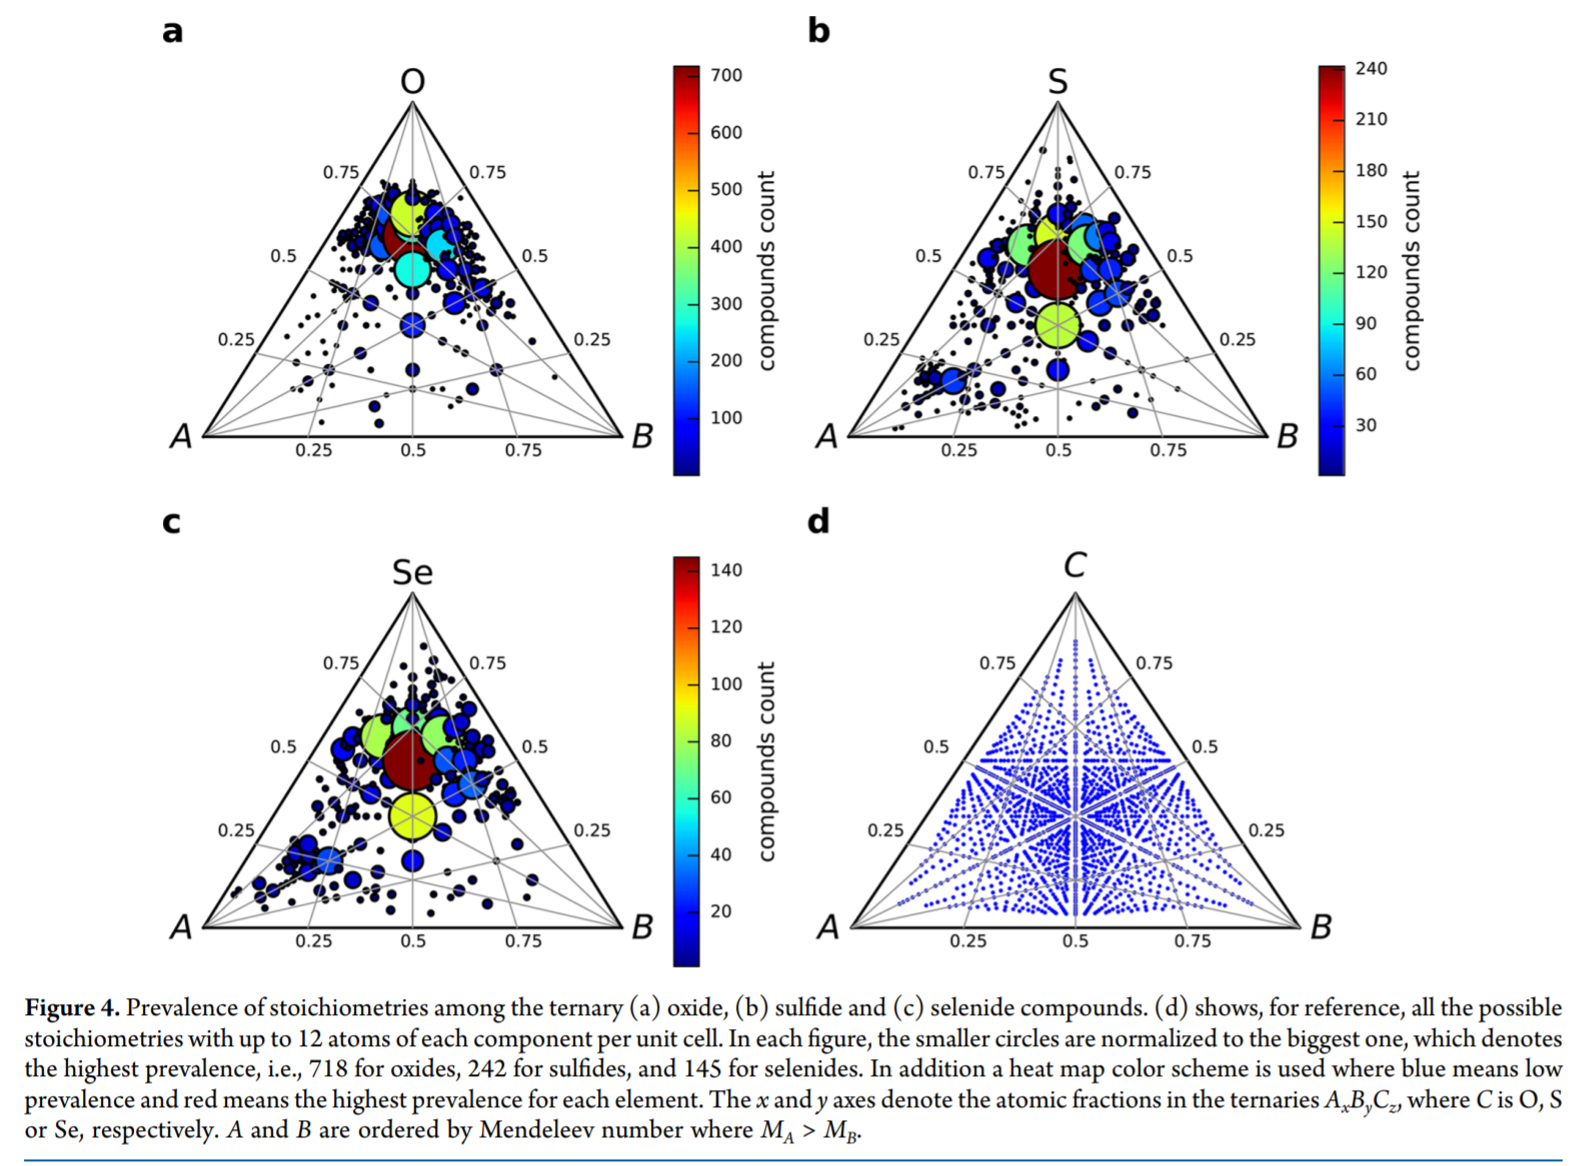 a
b
O
S
0.75
0.75
0.5
0.5
0.25
0.25
A
B
0.25
0.5
0.75
700
600
500
400
300
200
100
compounds count
0.75
0.75
0.5
0.5
0.25
0.25
A
B
0.25
0.5
0.75
240
210
180
150
120
90
60
30
compounds count
c
d
Se
C
0.75
0.75
0.5
0.5
0.25
0.25
A
B
0.25
0.5
0.75
140
120
100
80
60
40
20
compounds count
0.75
0.75
0.5
0.5
0.25
0.25
A
B
0.25
0.5
0.75
Figure 4. Prevalence of stoichiometries among the ternary (a) oxide, (b) sulfide and (c) selenide compounds. (d) shows, for reference, all the possible
stoichiometries with up to 12 atoms of each component per unit cell. In each figure, the smaller circles are normalized to the biggest one, which denotes
the highest prevalence, i.e., 718 for oxides, 242 for sulfides, and 145 for selenides. In addition a heat map color scheme is used where blue means low
prevalence and red means the highest prevalence for each element. The x and y axes denote the atomic fractions in the ternaries AxByCz, where C is O, S
or Se, respectively. A and B are ordered by Mendeleev number where MA > MB.